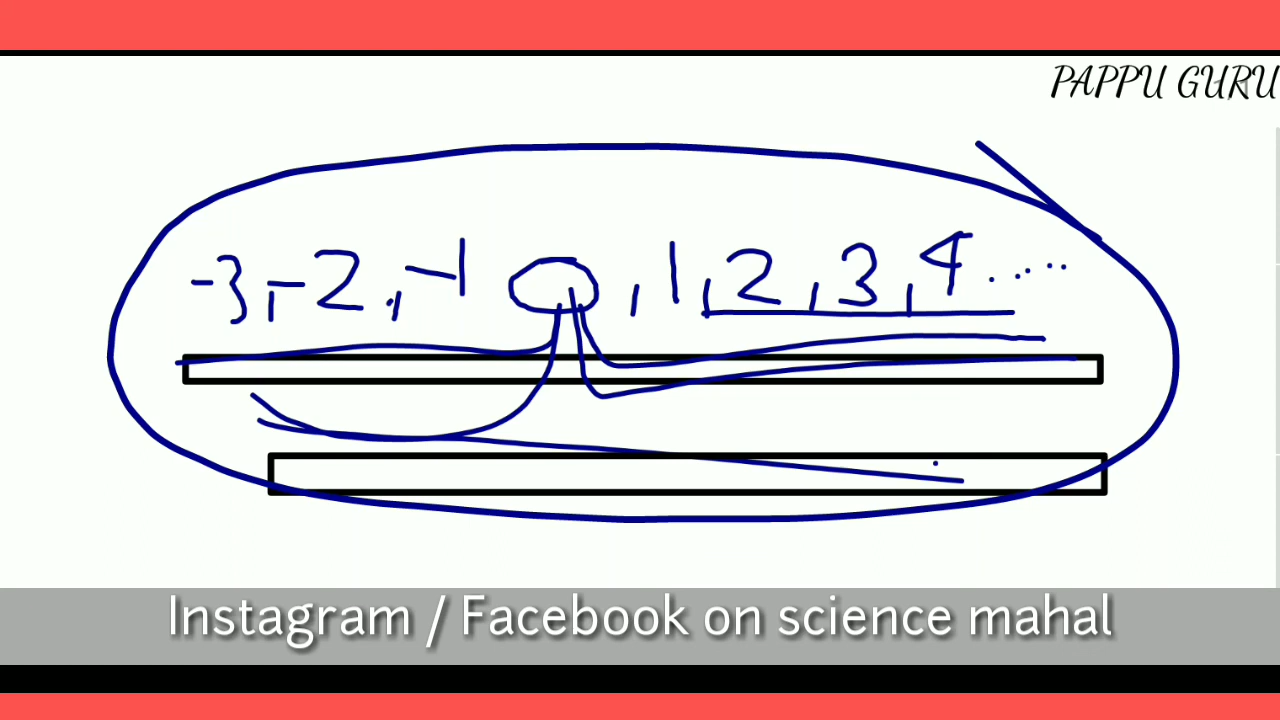 PAPPU GURU
-3, -2, -1 0, 1, 2, 3, 4 .....
Instagram / Facebook on science mahal